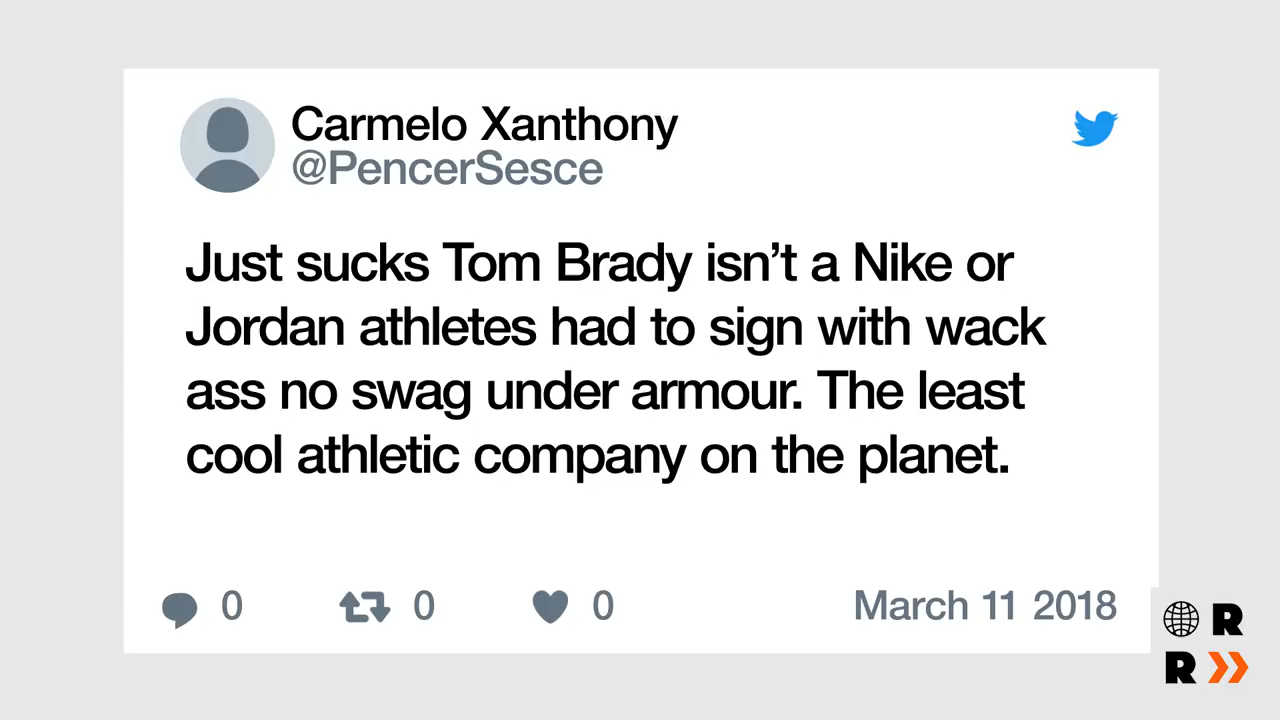 Carmelo Xanthony
@PencerSesce
Just sucks Tom Brady isn’t a Nike or
Jordan athletes had to sign with wack
ass no swag under armour. The least
cool athletic company on the planet.
0 0 0 March 11 2018
R
R